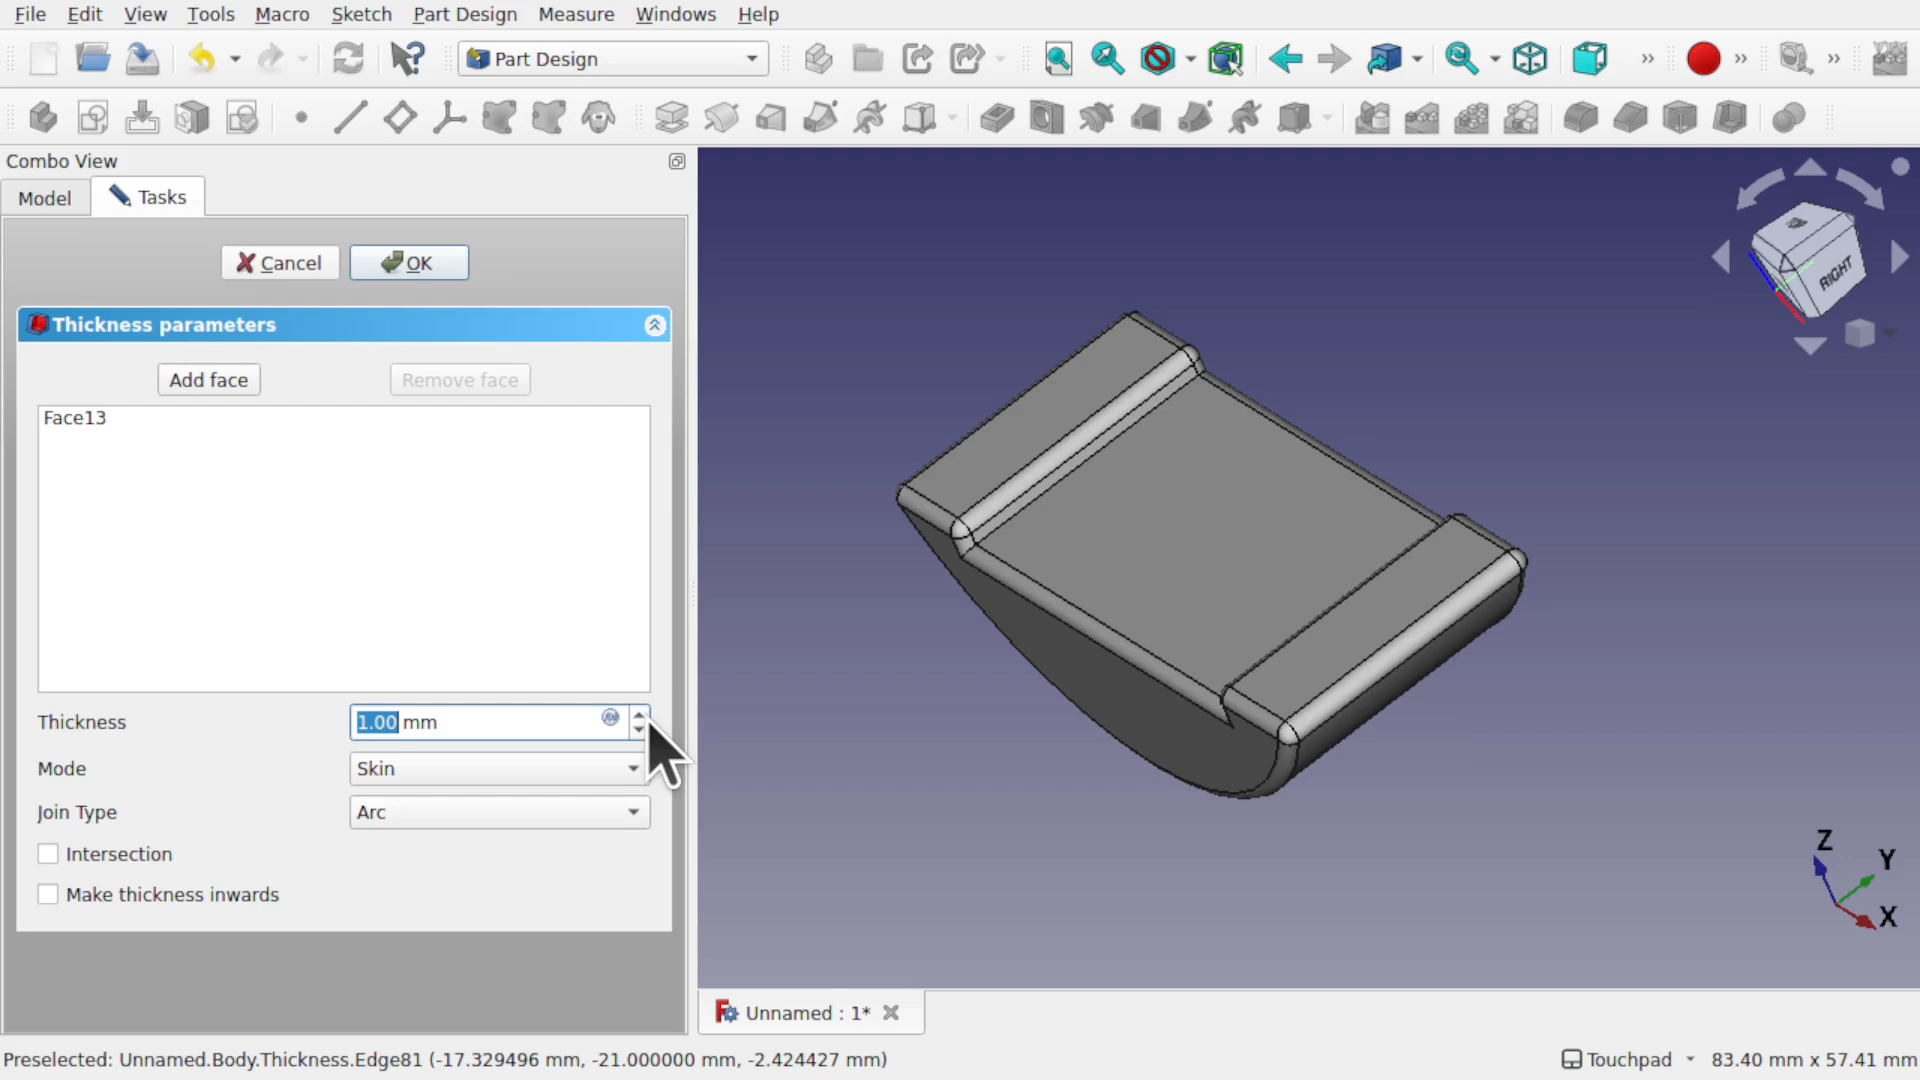 File Edit View Tools Macro Sketch Part Design Measure Windows Help
Part Design
Combo View
Model Tasks
Cancel OK
Thickness parameters
Add face Remove face
Face13
Thickness 1.00 mm
Mode Skin
Join Type Arc
Intersection
Make thickness inwards
RIGHT
Z
Y
X
Unnamed : 1*
Preselected: Unnamed.Body.Thickness.Edge81 (-17.329496 mm, -21.000000 mm, -2.424427 mm) Touchpad 83.40 mm x 57.41 mm